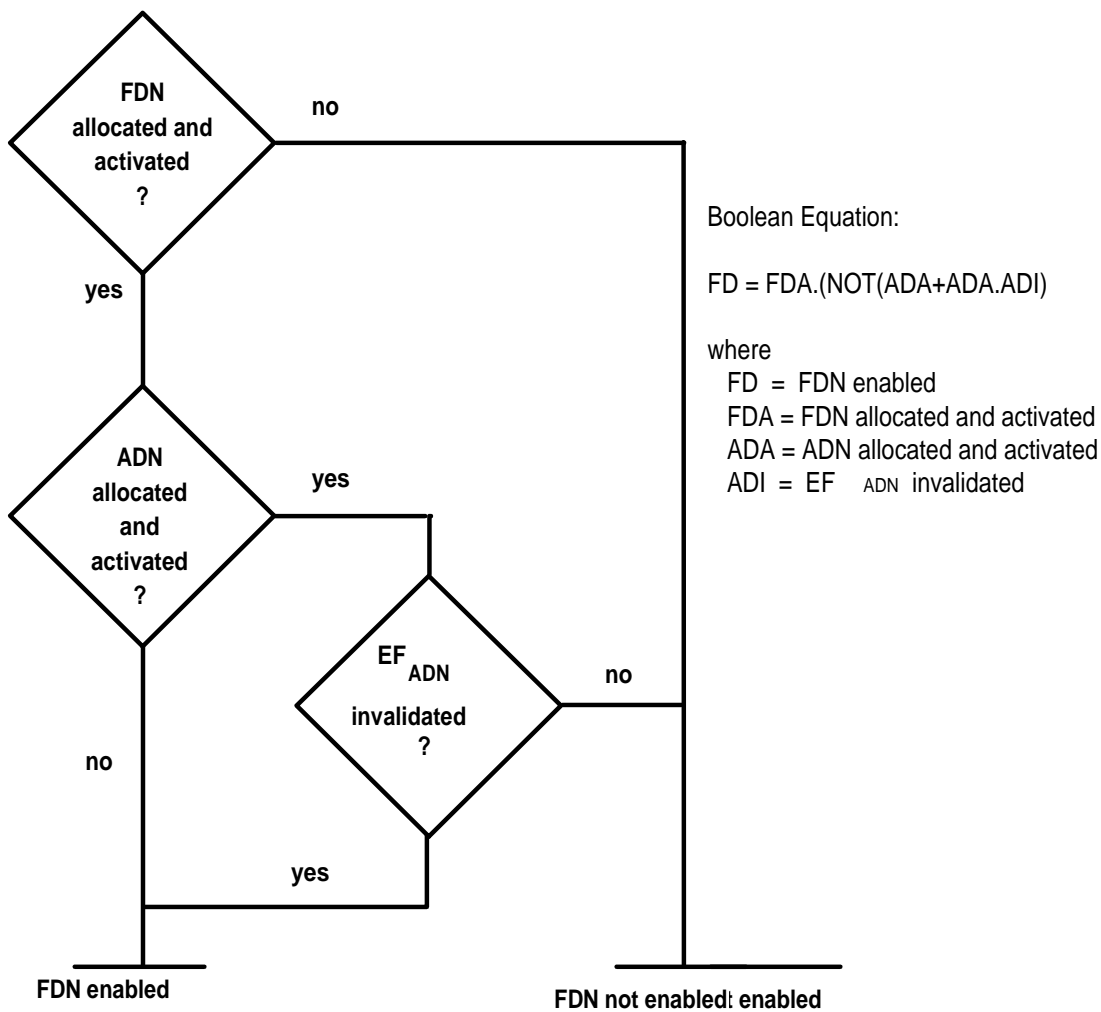 FDN
allocated and
activated
?
no
yes
Boolean Equation:
FD = FDA.(NOT(ADA+ADA.ADI)
where
FD = FDN enabled
FDA = FDN allocated and activated
ADA = ADN allocated and activated
ADI = EF ADN invalidated
ADN
allocated
and
activated
?
yes
EF ADN
invalidated
?
no
no
yes
FDN enabled
FDN not enabled: enabled